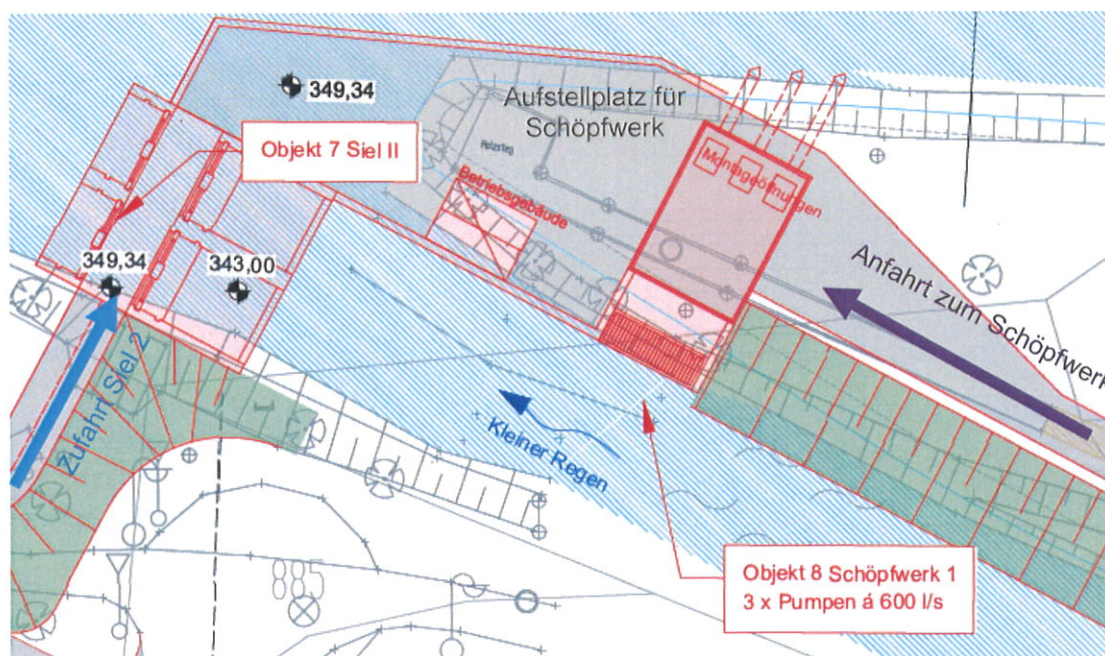 349,34
Aufstellplatz für
Schöpfwerk
Objekt 7 Siel II
Holzsteg
Betriebsgebäude
Montageöffnungen
349,34
343,00
Anfahrt zum Schöpfwerk
Zufahrt Siel 2
Kleiner Regen
Objekt 8 Schöpfwerk 1
3 x Pumpen á 600 l/s